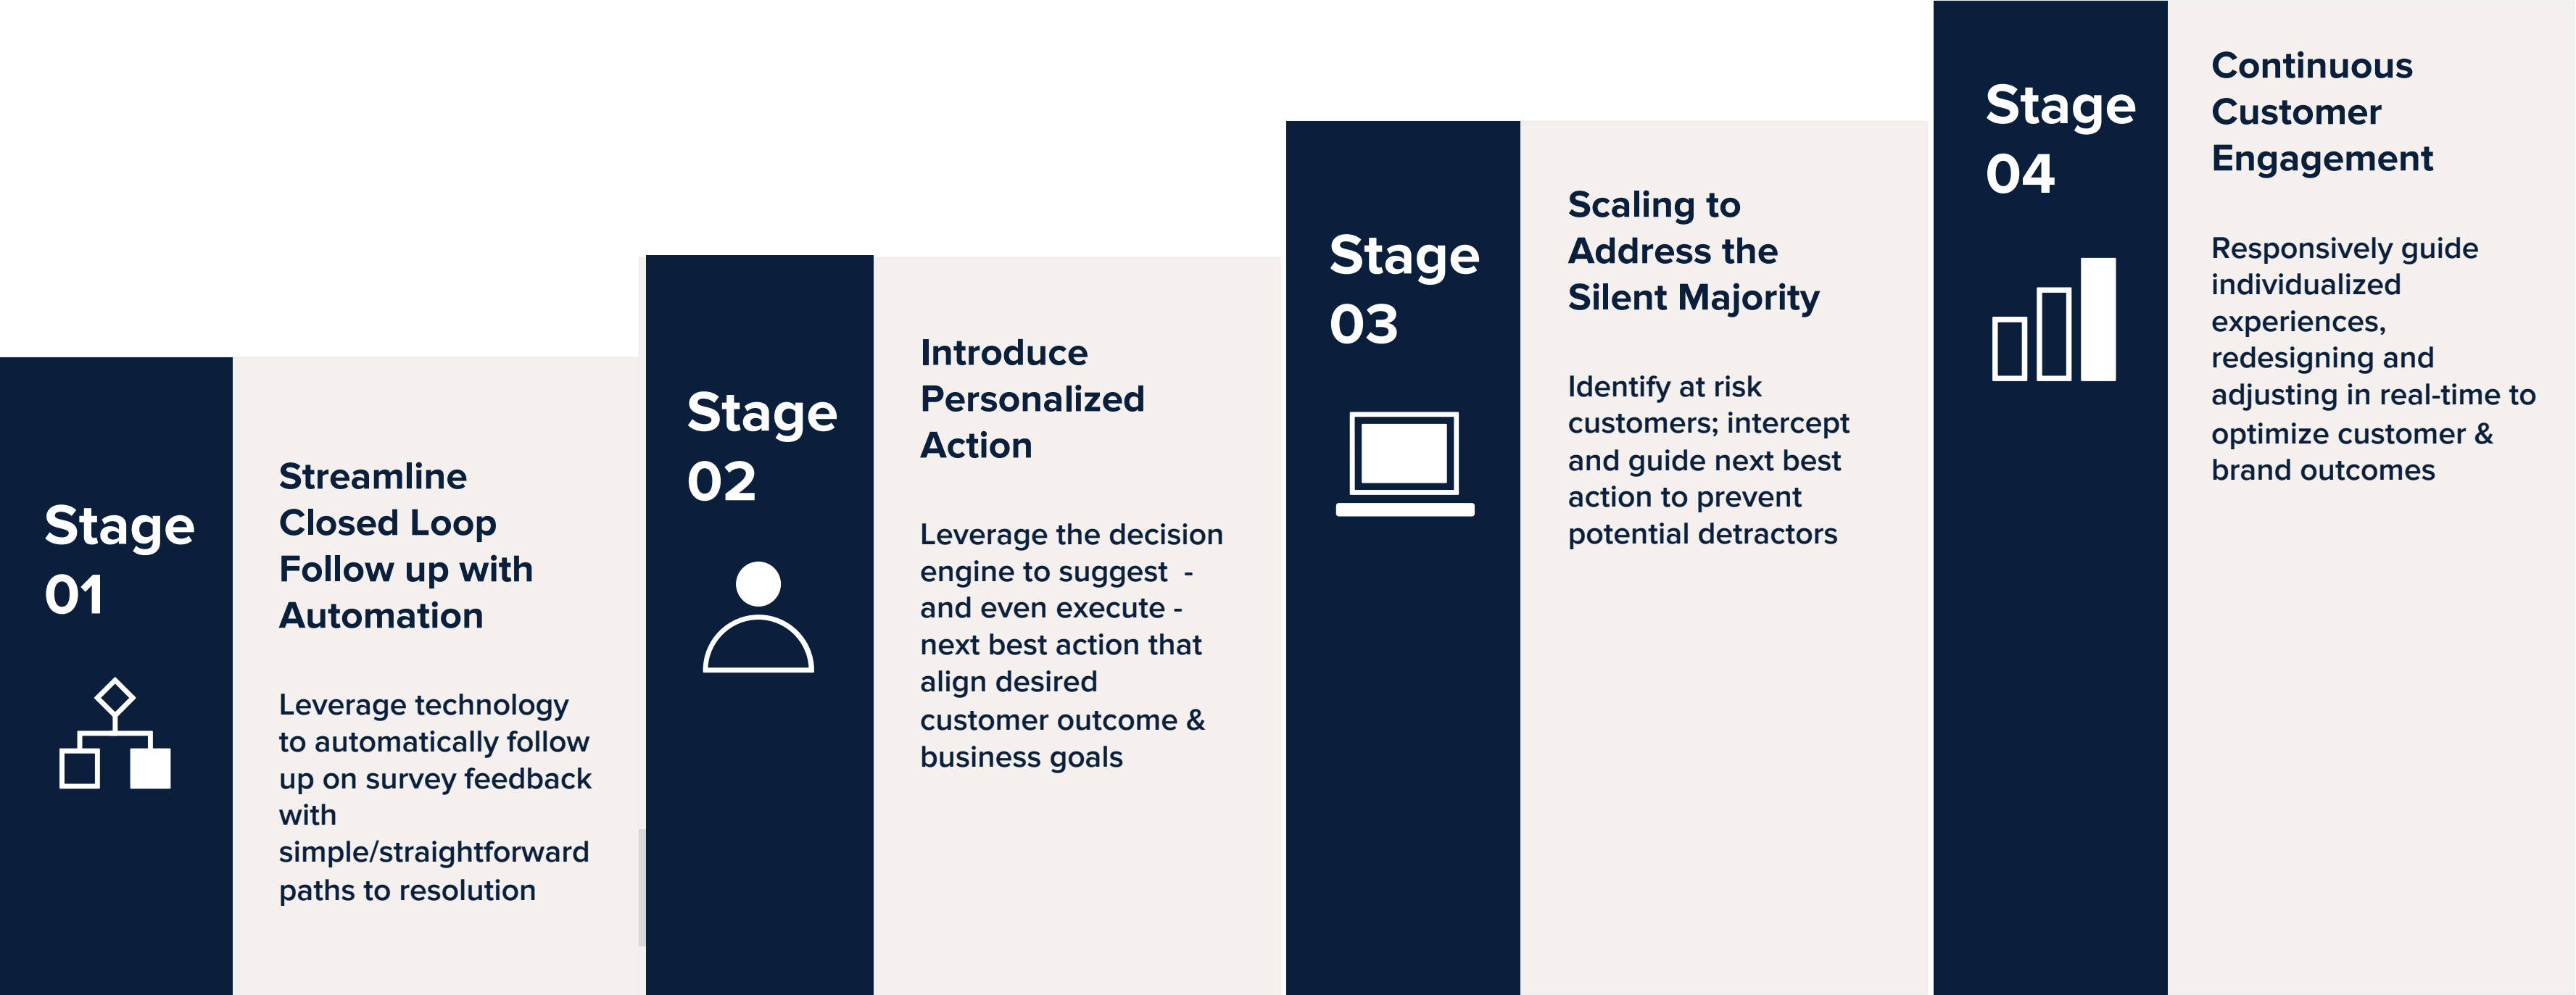 Stage
01
Streamline
Closed Loop
Follow up with
Automation
Leverage technology
to automatically follow
up on survey feedback
with
simple/straightforward
paths to resolution
Stage
02
Introduce
Personalized
Action
Leverage the decision
engine to suggest  -
and even execute -
next best action that
align desired
customer outcome &
business goals
Stage
03
Scaling to
Address the
Silent Majority
Identify at risk
customers; intercept
and guide next best
action to prevent
potential detractors
Stage
04
Continuous
Customer
Engagement
Responsively guide
individualized
experiences,
redesigning and
adjusting in real-time to
optimize customer &
brand outcomes